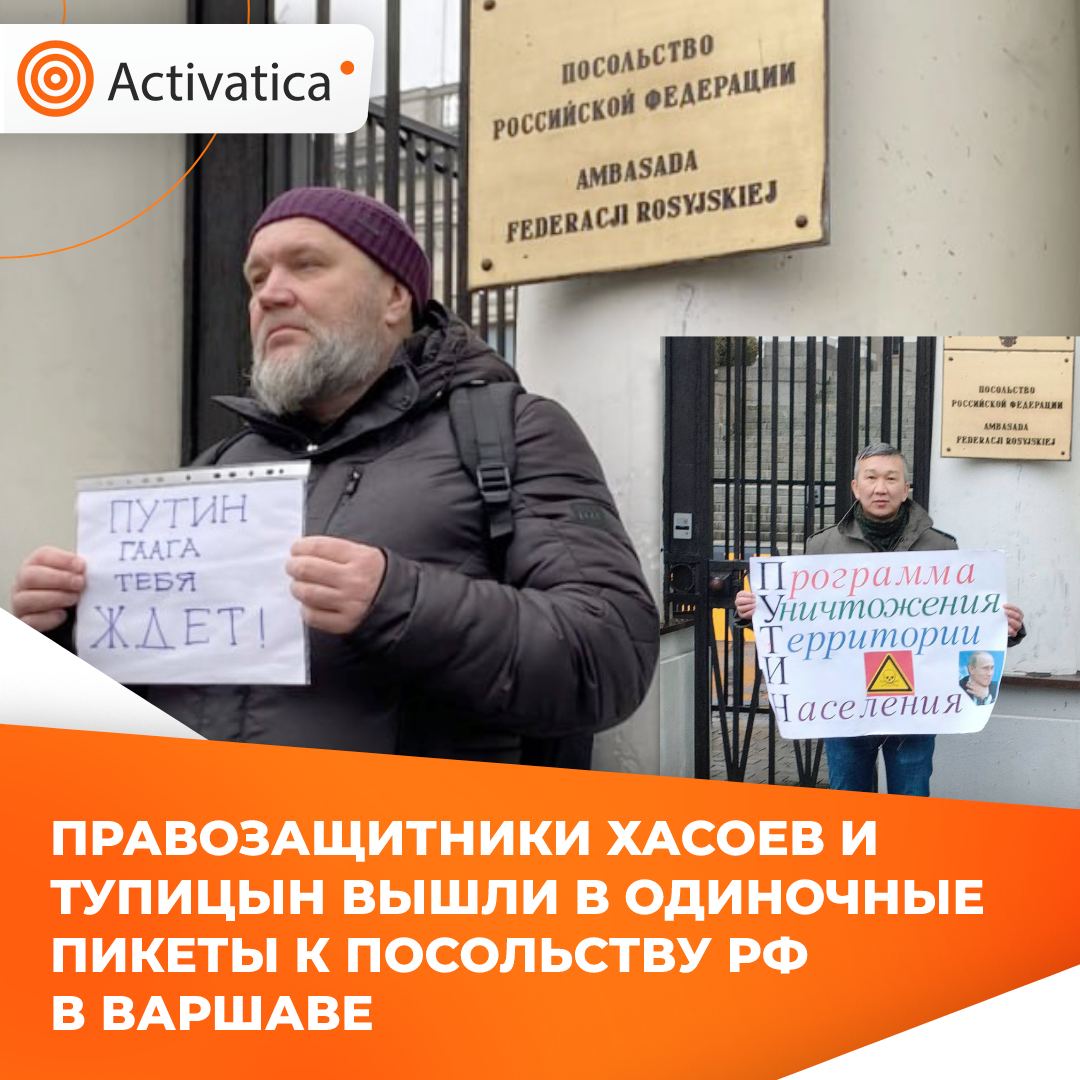 Activatica
ПОСОЛЬСТВО
РОССИЙСКОЙ ФЕДЕРАЦИИ
AMBASADA
FEDERACJI ROSYJSKIEJ
ПУТИН
ГААГА
ТЕБЯ
ЖДЕТ!
ПОСОЛЬСТВО
РОССИЙСКОЙ ФЕДЕРАЦИИ
AMBASADA
FEDERACJI ROSYJSKIEJ
Программа
Уничтожения
Территории
И
Населения
ПРАВОЗАЩИТНИКИ ХАСОЕВ И
ТУПИЦЫН ВЫШЛИ В ОДИНОЧНЫЕ
ПИКЕТЫ К ПОСОЛЬСТВУ РФ
В ВАРШАВЕ